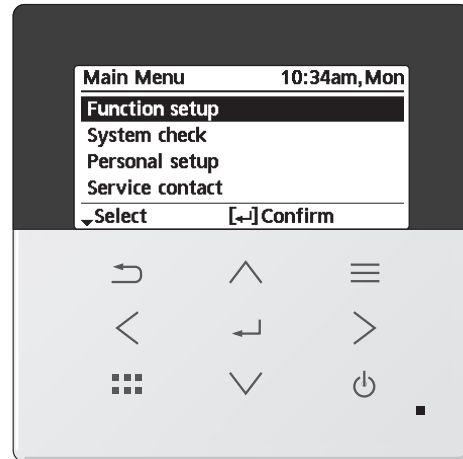 Main Menu 10:34am,Mon
Function setup
System check
Personal setup
Service contact
Select [↵]Confirm